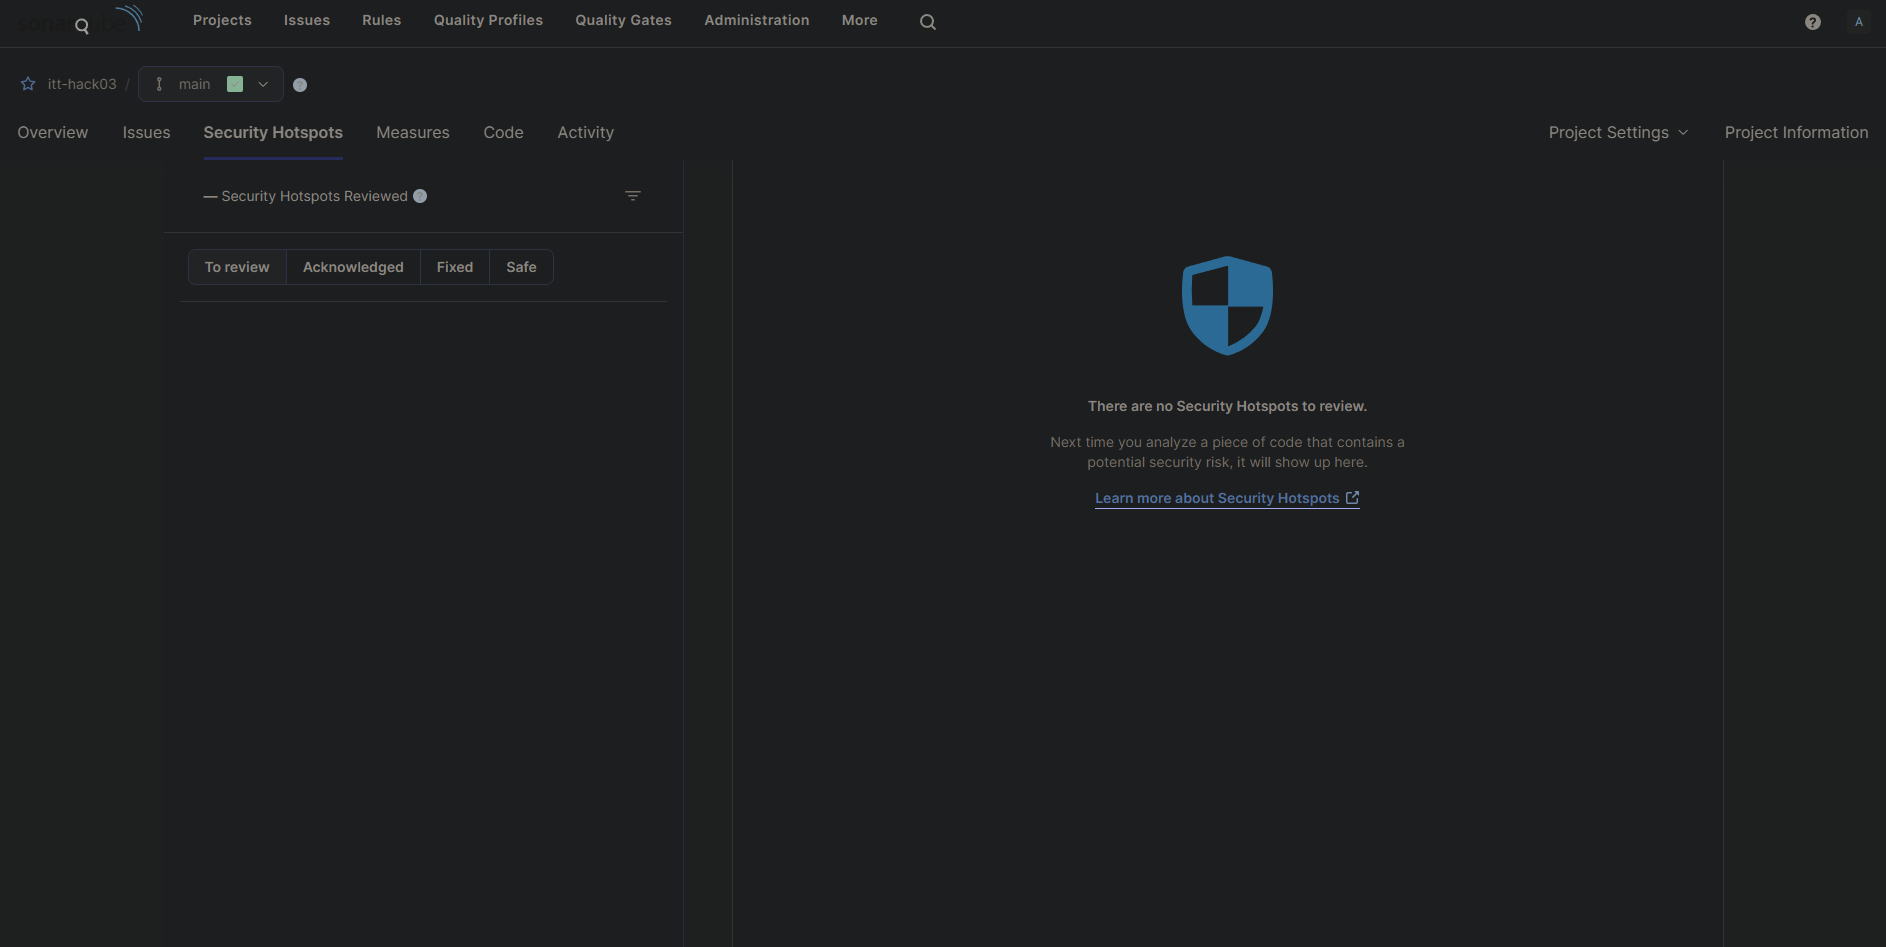 sonarqube
Projects Issues Rules Quality Profiles Quality Gates Administration More ? A
itt-hack03 / main
Overview Issues Security Hotspots Measures Code Activity Project Settings Project Information
— Security Hotspots Reviewed
To review Acknowledged Fixed Safe
There are no Security Hotspots to review.
Next time you analyze a piece of code that contains a
potential security risk, it will show up here.
Learn more about Security Hotspots